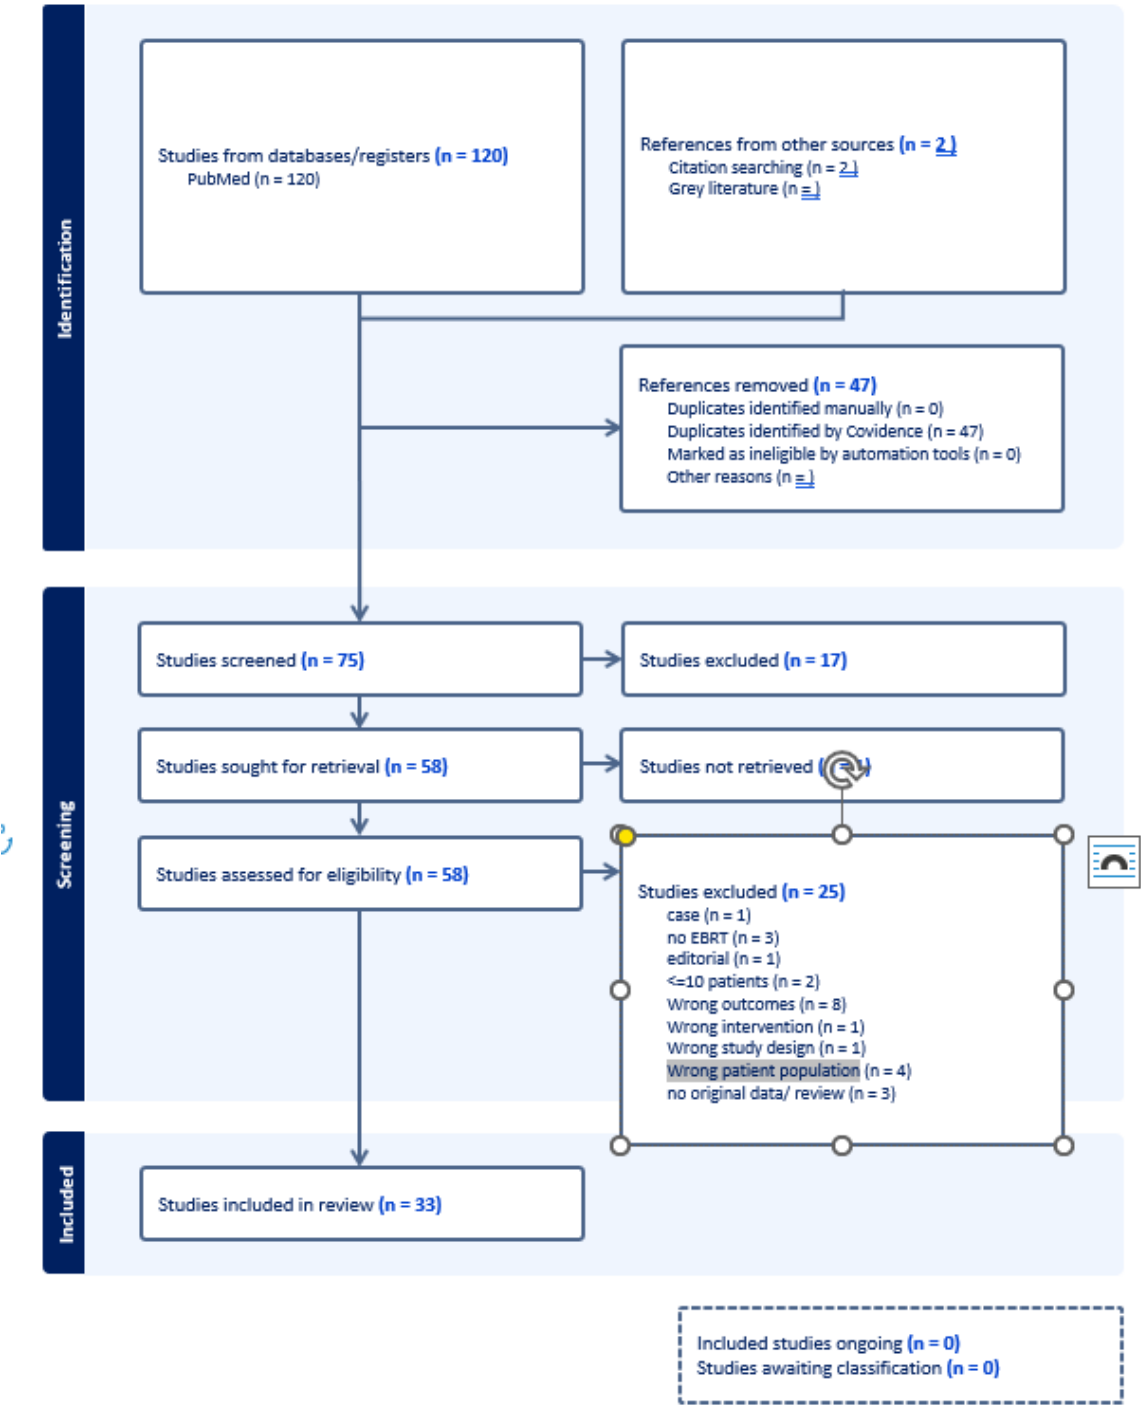 Identification
Studies from databases/registers (n = 120)
PubMed (n = 120)
References from other sources (n = 2 )
Citation searching (n = 2 )
Grey literature (n = )
References removed (n = 47)
Duplicates identified manually (n = 0)
Duplicates identified by Covidence (n = 47)
Marked as ineligible by automation tools (n = 0)
Other reasons (n = )
Screening
Studies screened (n = 75)
Studies excluded (n = 17)
Studies sought for retrieval (n = 58)
Studies not retrieved
Studies assessed for eligibility (n = 58)
Studies excluded (n = 25)
case (n = 1)
no EBRT (n = 3)
editorial (n = 1)
<=10 patients (n = 2)
Wrong outcomes (n = 8)
Wrong intervention (n = 1)
Wrong study design (n = 1)
Wrong patient population (n = 4)
no original data/ review (n = 3)
Included
Studies included in review (n = 33)
Included studies ongoing (n = 0)
Studies awaiting classification (n = 0)